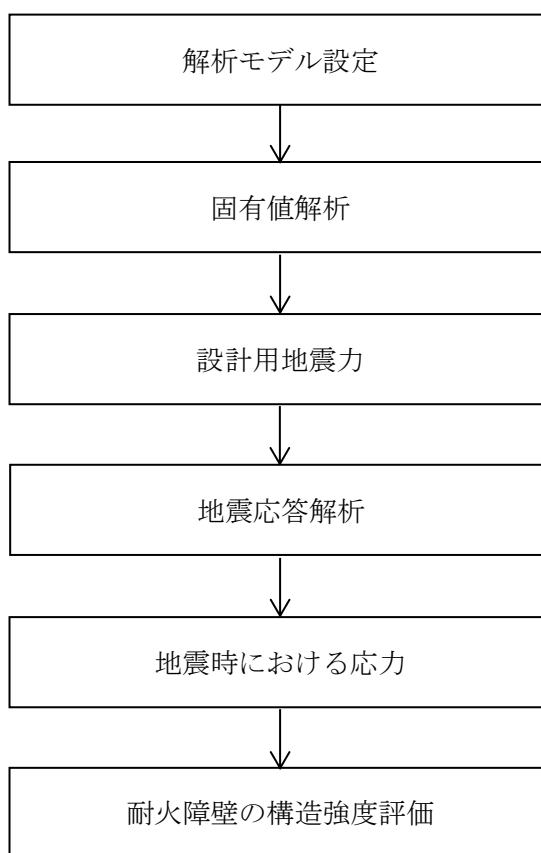 解析モデル設定
固有値解析
設計用地震力
地震応答解析
地震時における応力
耐火障壁の構造強度評価